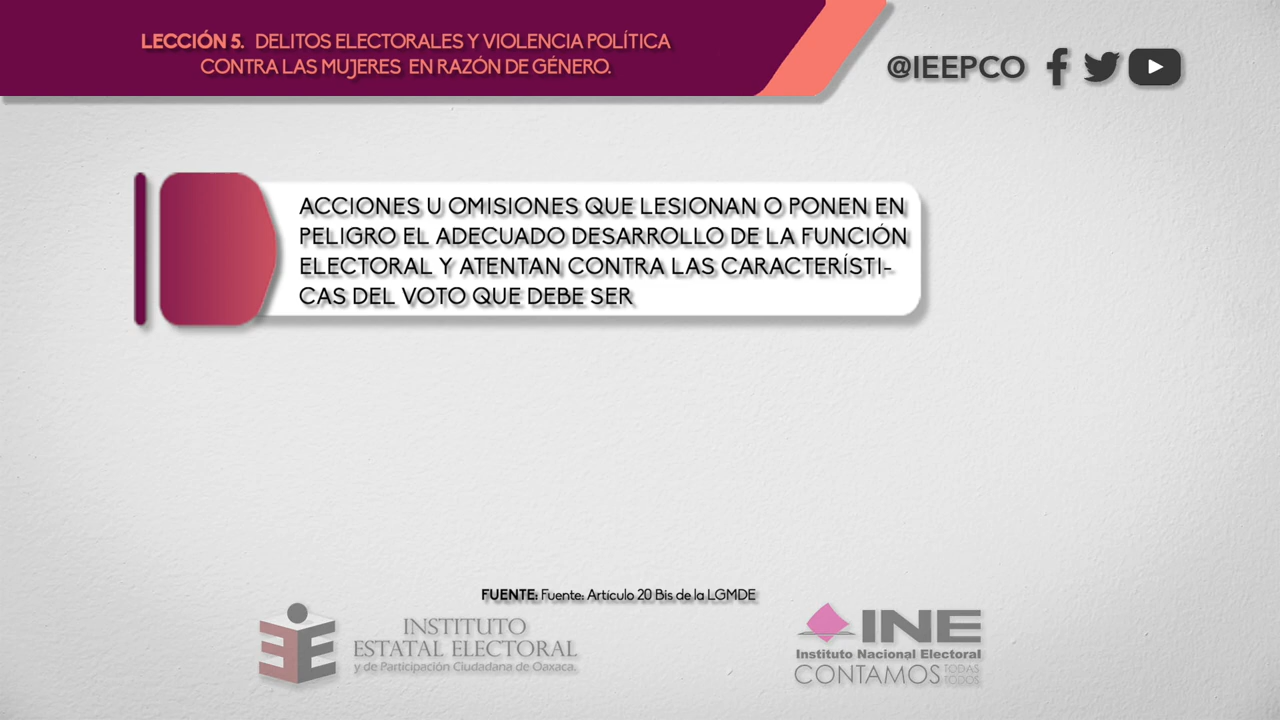 LECCIÓN 5. DELITOS ELECTORALES Y VIOLENCIA POLÍTICA
CONTRA LAS MUJERES EN RAZÓN DE GÉNERO.
@IEEPCO
ACCIONES U OMISIONES QUE LESIONAN O PONEN EN
PELIGRO EL ADECUADO DESARROLLO DE LA FUNCIÓN
ELECTORAL Y ATENTAN CONTRA LAS CARACTERÍSTI-
CAS DEL VOTO QUE DEBE SER
FUENTE: Fuente: Artículo 20 Bis de la LGMDE
INSTITUTO
ESTATAL ELECTORAL
y de Participación Ciudadana de Oaxaca.
INE
Instituto Nacional Electoral
CONTAMOS TODAS
TODOS